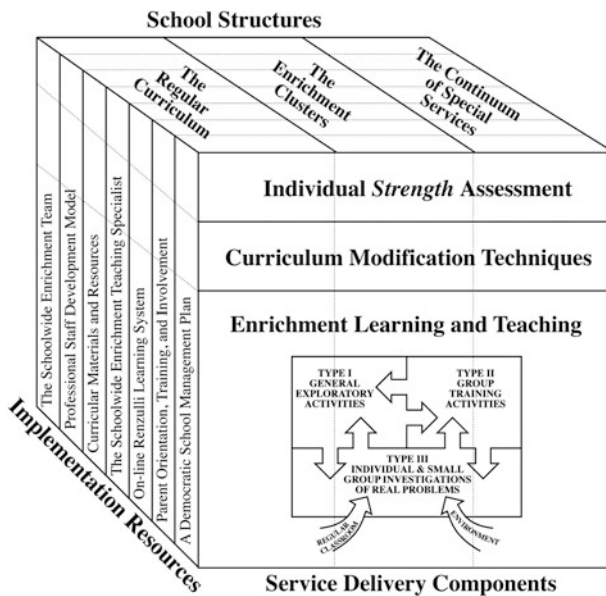 School Structures
The
Regular
Curriculum
The
Enrichment
Clusters
The Continuum
of Special
Services
The Schoolwide Enrichment Team
Professional Staff Development Model
Curricular Materials and Resources
The Schoolwide Enrichment Teaching Specialist
On-line Renzulli Learning System
Parent Orientation, Training, and Involvement
A Democratic School Management Plan
Implementation Resources
Individual Strength Assessment
Curriculum Modification Techniques
Enrichment Learning and Teaching
TYPE I
GENERAL
EXPLORATORY
ACTIVITIES
TYPE II
GROUP
TRAINING
ACTIVITIES
TYPE III
INDIVIDUAL & SMALL
GROUP INVESTIGATIONS
OF REAL PROBLEMS
REGULAR
CLASSROOM
ENVIRONMENT
Service Delivery Components